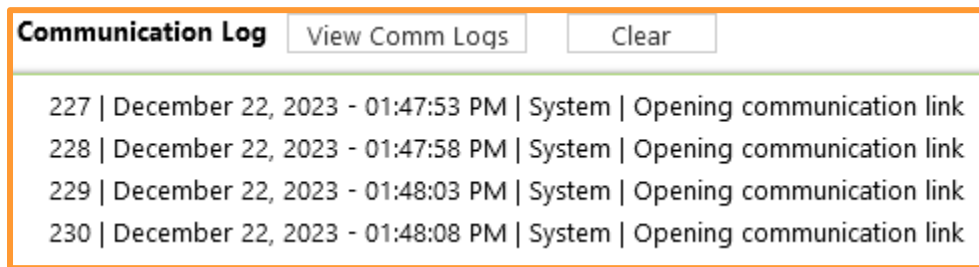 Communication Log View Comm Logs Clear
227 | December 22, 2023 - 01:47:53 PM | System | Opening communication link
228 | December 22, 2023 - 01:47:58 PM | System | Opening communication link
229 | December 22, 2023 - 01:48:03 PM | System | Opening communication link
230 | December 22, 2023 - 01:48:08 PM | System | Opening communication link